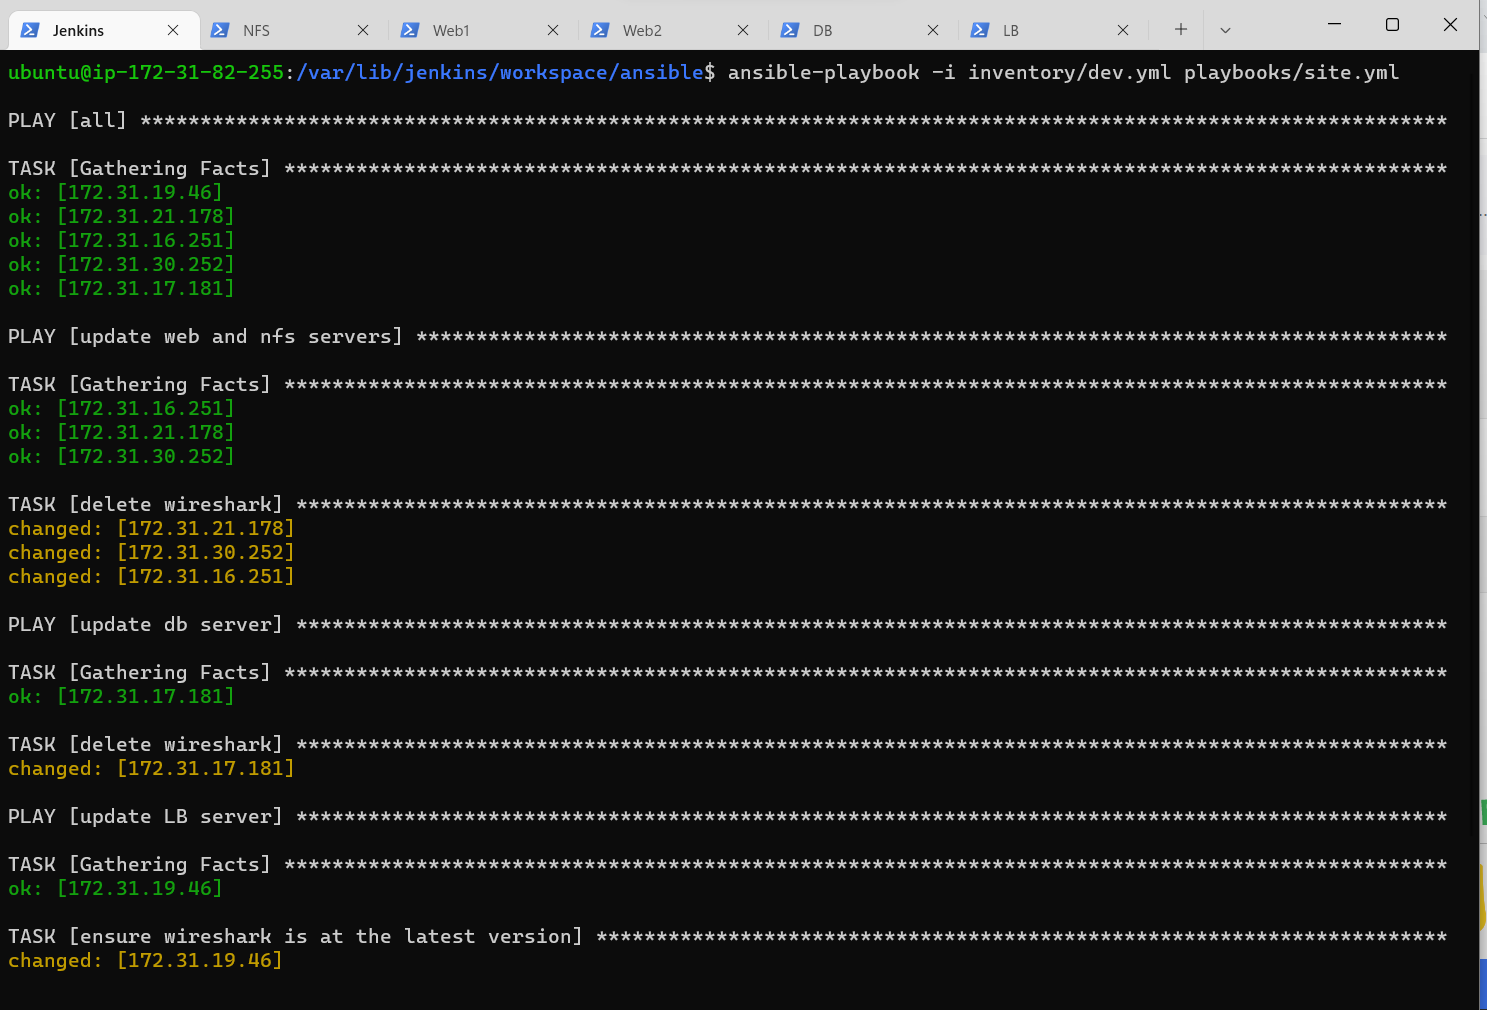 Jenkins NFS Web1 Web2 DB LB
ubuntu@ip-172-31-82-255:/var/lib/jenkins/workspace/ansible$ ansible-playbook -i inventory/dev.yml playbooks/site.yml
PLAY [all] *************************************************************************************************************
TASK [Gathering Facts] *************************************************************************************************
ok: [172.31.19.46]
ok: [172.31.21.178]
ok: [172.31.16.251]
ok: [172.31.30.252]
ok: [172.31.17.181]
PLAY [update web and nfs servers] **************************************************************************************
TASK [Gathering Facts] *************************************************************************************************
ok: [172.31.16.251]
ok: [172.31.21.178]
ok: [172.31.30.252]
TASK [delete wireshark] ************************************************************************************************
changed: [172.31.21.178]
changed: [172.31.30.252]
changed: [172.31.16.251]
PLAY [update db server] ************************************************************************************************
TASK [Gathering Facts] *************************************************************************************************
ok: [172.31.17.181]
TASK [delete wireshark] ************************************************************************************************
changed: [172.31.17.181]
PLAY [update LB server] ************************************************************************************************
TASK [Gathering Facts] *************************************************************************************************
ok: [172.31.19.46]
TASK [ensure wireshark is at the latest version] ***********************************************************************
changed: [172.31.19.46]